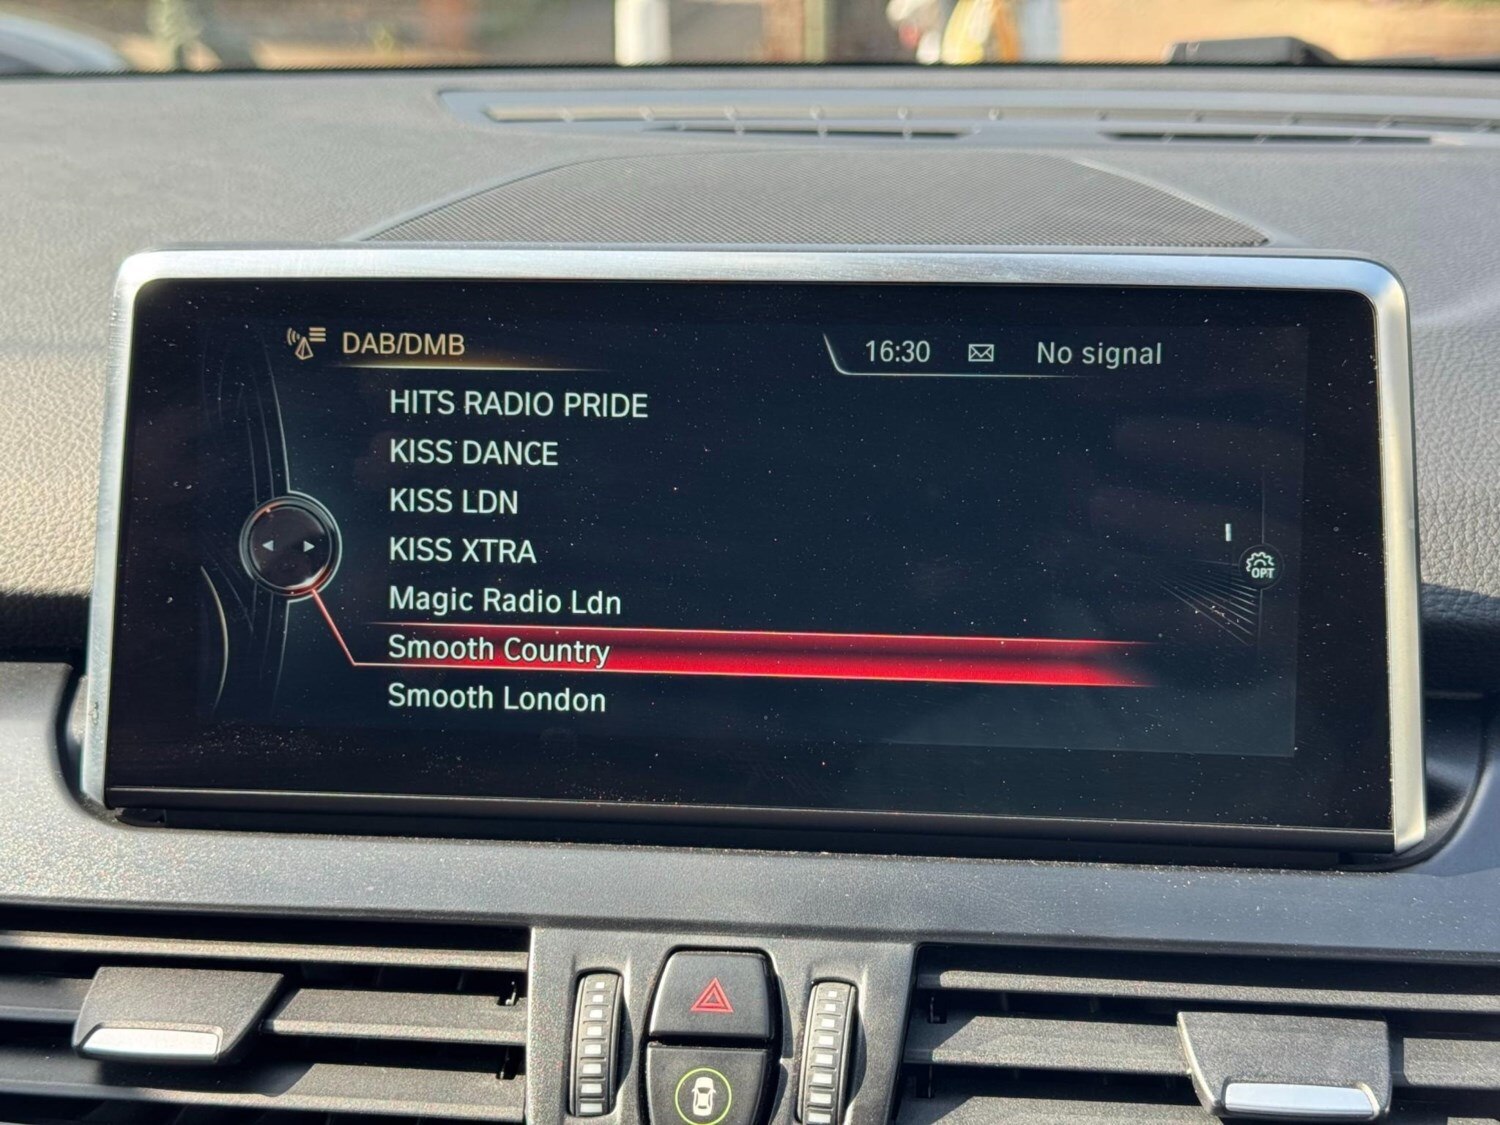 DAB/DMB
16:30 No signal
HITS RADIO PRIDE
KISS DANCE
KISS LDN
KISS XTRA
Magic Radio Ldn
OPT
Smooth Country
Smooth London